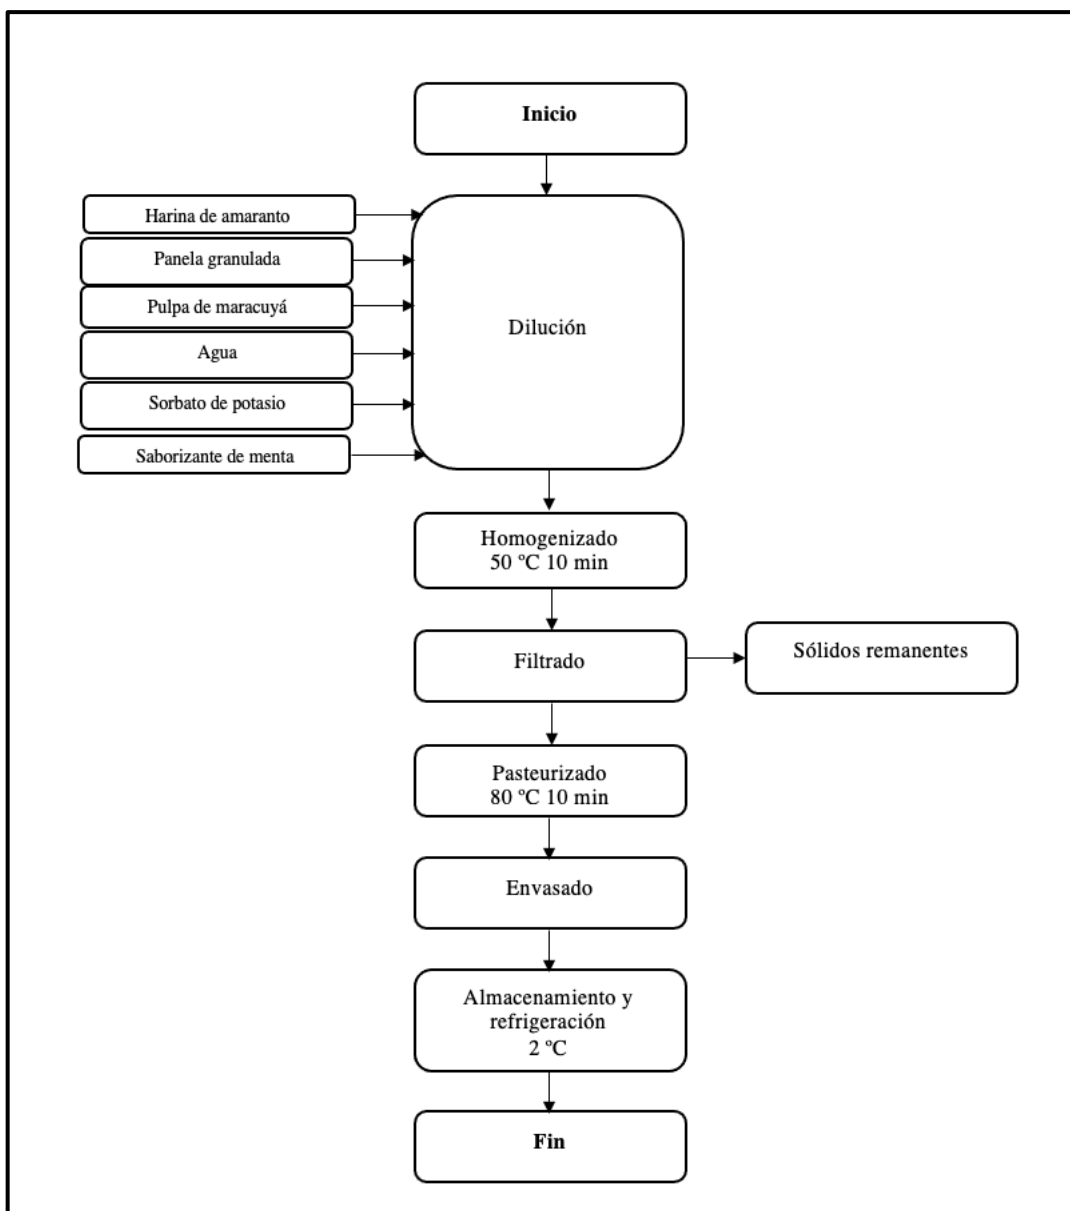 Inicio
Harina de amaranto
Panela granulada
Pulpa de maracuyá
Agua
Sorbato de potasio
Saborizante de menta
Dilución
Homogenizado
50 ºC 10 min
Filtrado
Sólidos remanentes
Pasteurizado
80 ºC 10 min
Envasado
Almacenamiento y
refrigeración
2 ºC
Fin